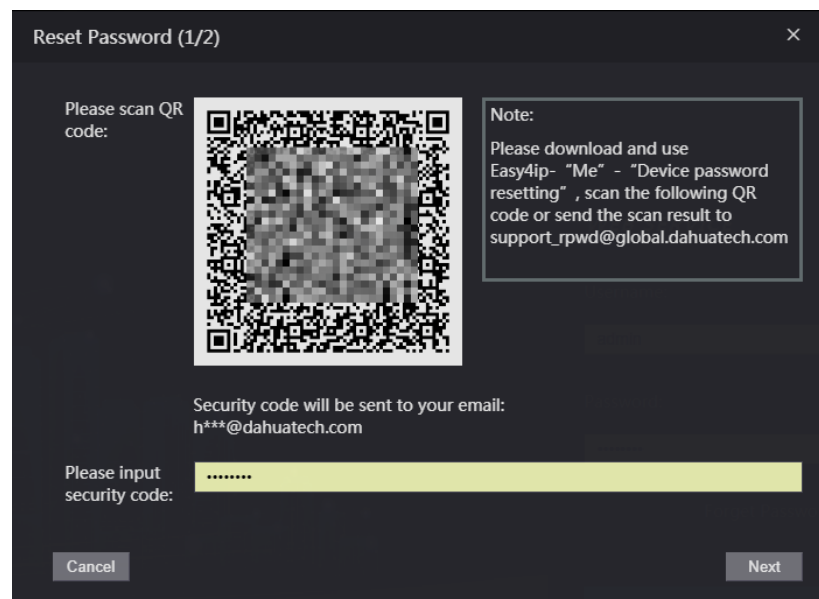 Reset Password (1/2)
×
Please scan QR
code:
Note:
Please download and use
Easy4ip- “Me” - “Device password
resetting” , scan the following QR
code or send the scan result to
support_rpwd@global.dahuatech.com
Security code will be sent to your email:
h***@dahuatech.com
Please input
security code:
••••••••
Cancel
Next